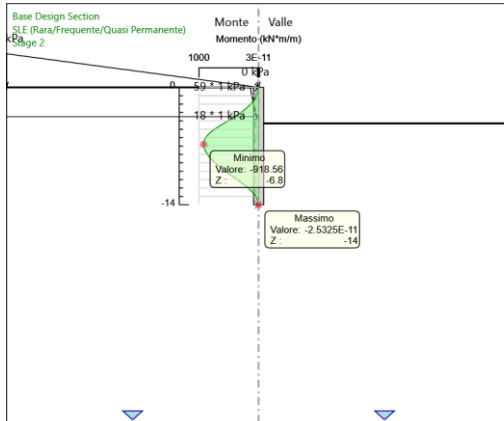 Base Design Section
SLE (Rara/Frequente/Quasi Permanente)
Stage 2
Monte Valle
Momento (kN*m/m)
1000 3E-11
kPa
0 kPa
0
59 * 1 kPa
18 * 1 kPa
Minimo
Valore: -918.56
Z : -6.8
-14
Massimo
Valore: -2.5325E-11
Z : -14